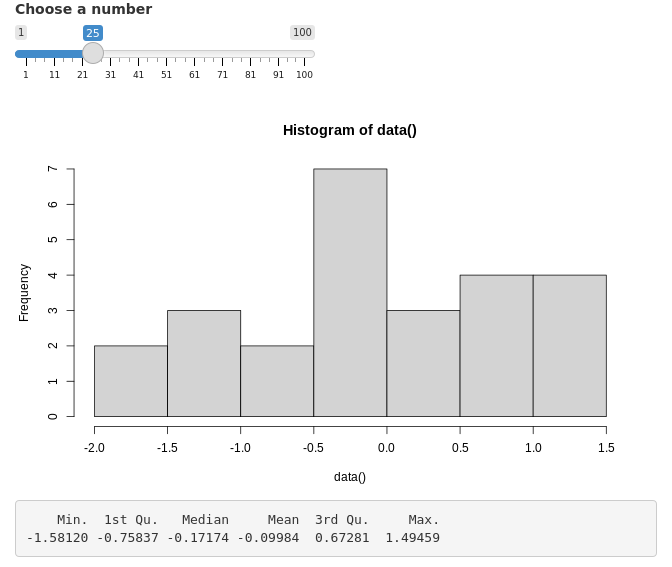 Choose a number
1 25 100
1 11 21 31 41 51 61 71 81 91 100
Histogram of data()
7
6
5
4
3
2
1
0
Frequency
-2.0 -1.5 -1.0 -0.5 0.0 0.5 1.0 1.5
data()
Min. 1st Qu. Median Mean 3rd Qu. Max.
-1.58120 -0.75837 -0.17174 -0.09984 0.67281 1.49459